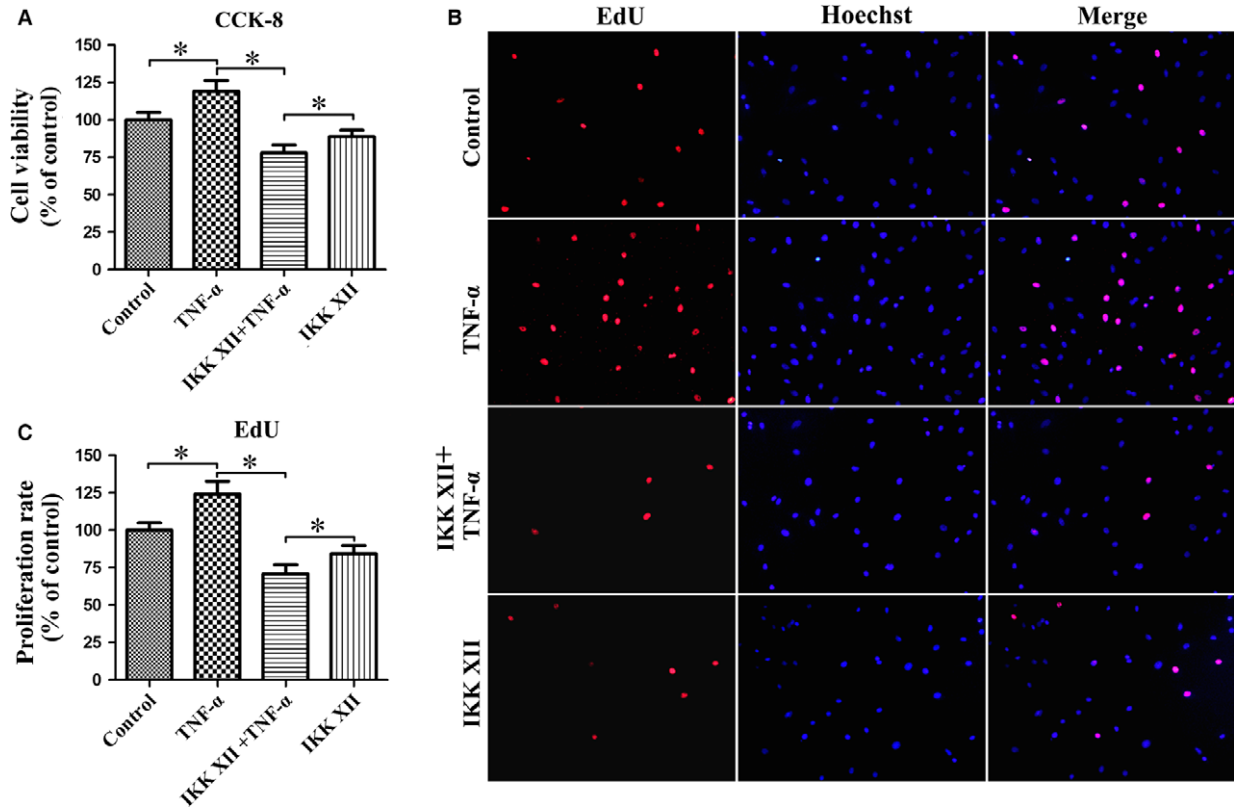 A
CCK-8
Cell viability
(% of control)
150
125
100
75
50
25
0
*
*
*
Control
TNF-α
IKK XII+TNF-α
IKK XII
C
EdU
Proliferation rate
(% of control)
150
125
100
75
50
25
0
*
*
*
Control
TNF-α
IKK XII +TNF-α
IKK XII
B
EdU
Hoechst
Merge
Control
TNF-α
IKK XII+
TNF-α
IKK XII